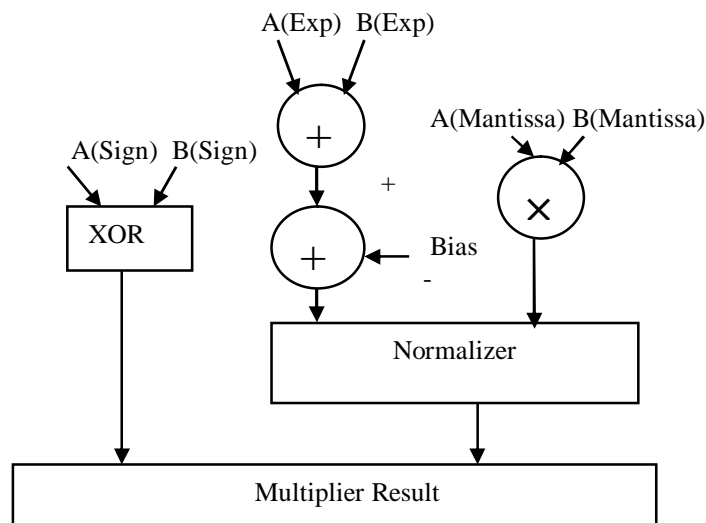 A(Exp) B(Exp)
+
A(Mantissa) B(Mantissa)
A(Sign) B(Sign)
+
×
XOR
+
Bias
-
Normalizer
Multiplier Result